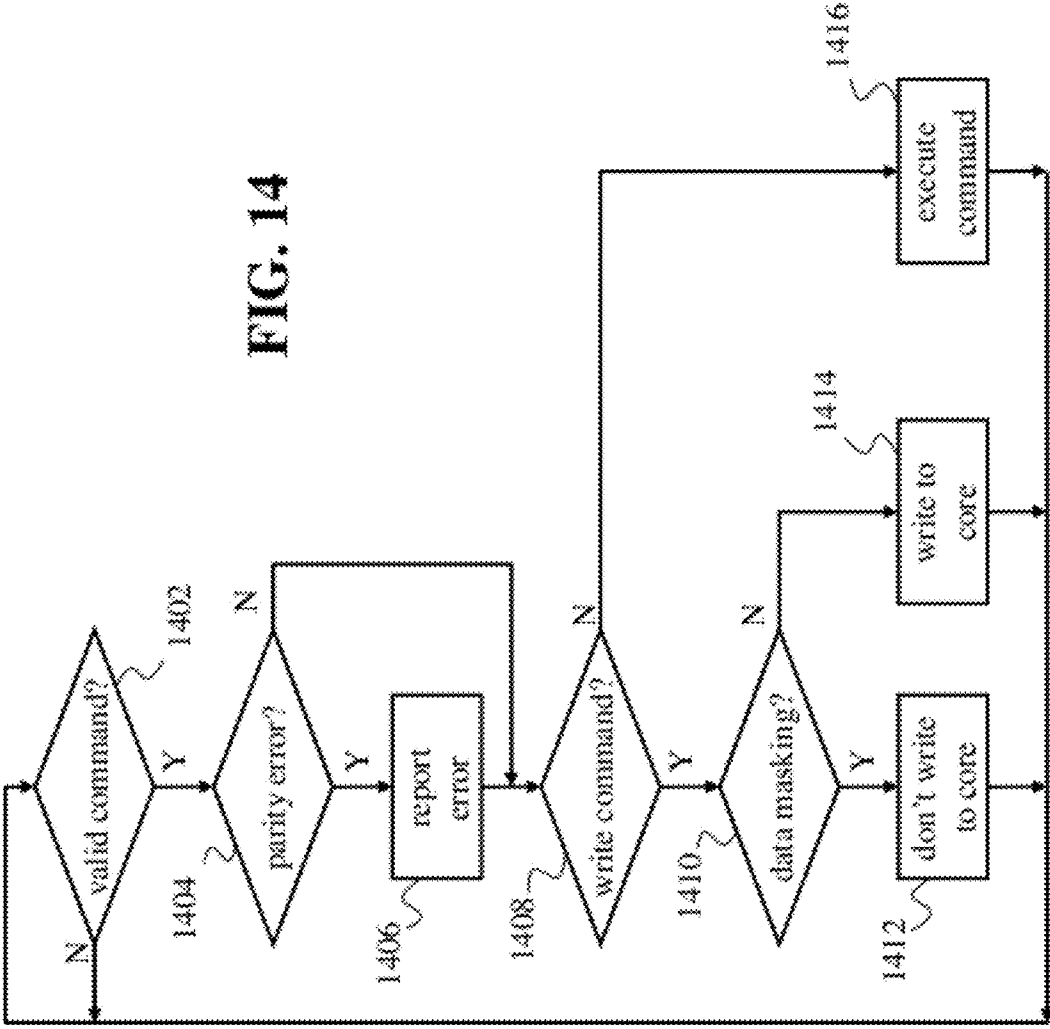 FIG. 14
valid command?
1402
N
Y
parity error?
1404
N
Y
report
error
1406
write command?
1408
N
Y
data masking?
1410
N
Y
don't write
to core
1412
write to
core
1414
execute
command
1416